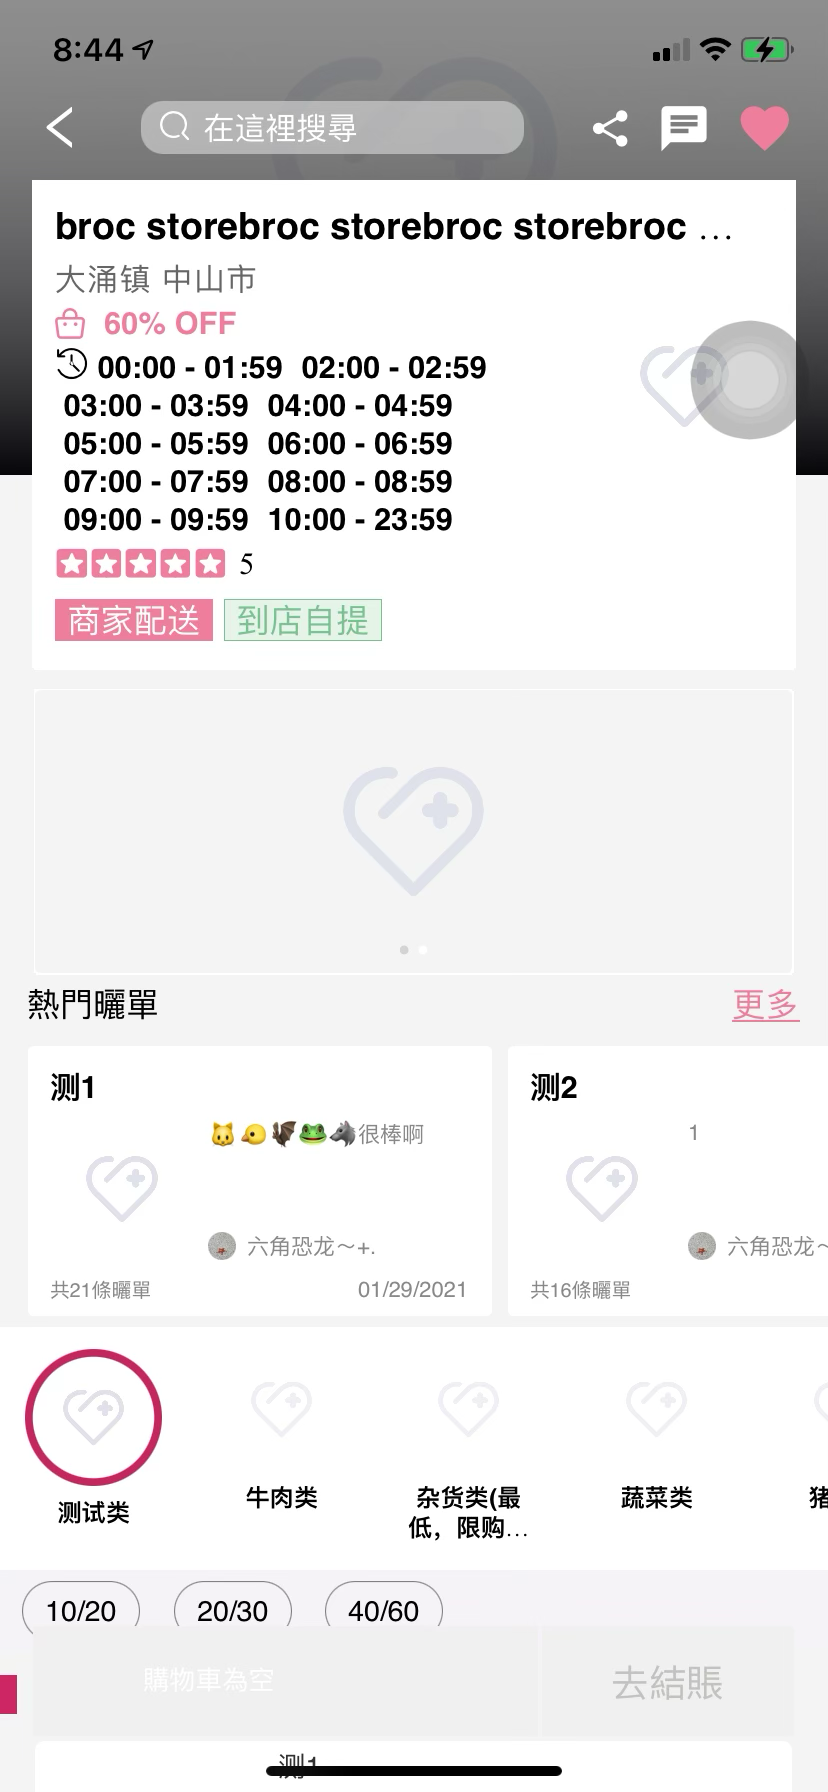 8:44
在這裡搜尋
broc storebroc storebroc storebroc ...
大涌镇 中山市
60% OFF
00:00 - 01:59 02:00 - 02:59
03:00 - 03:59 04:00 - 04:59
05:00 - 05:59 06:00 - 06:59
07:00 - 07:59 08:00 - 08:59
09:00 - 09:59 10:00 - 23:59
5
商家配送 到店自提
熱門曬單 更多
测1 测2
🐱🐤🦇🐸🐺很棒啊 1
六角恐龙～+. 六角恐龙～
共21條曬單 01/29/2021 共16條曬單
测试类 牛肉类 杂货类(最 蔬菜类 猪
低，限购...
10/20 20/30 40/60
購物車為空 去結賬
测1